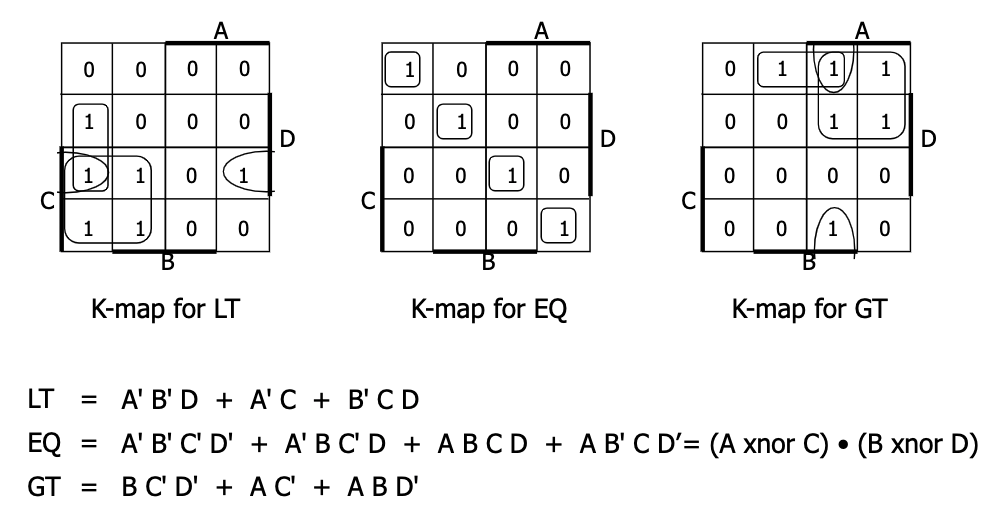 A A A
0 0 0 0 1 0 0 0 0 1 1 1
1 0 0 0 0 1 0 0 0 0 1 1
D D D
1 1 0 1 0 0 1 0 0 0 0 0
C C C
1 1 0 0 0 0 0 1 0 0 1 0
B B B
K-map for LT K-map for EQ K-map for GT
LT = A' B' D + A' C + B' C D
EQ = A' B' C' D' + A' B C' D + A B C D + A B' C D′= (A xnor C) • (B xnor D)
GT = B C' D' + A C' + A B D'